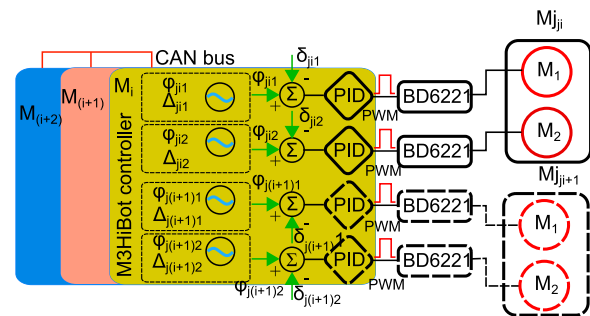 CAN bus
M(i+2)
M(i+1)
Mi
M3HiBot controller
φji1
Δji1
φji1
+
δji1
-
Σ
PID
PWM
BD6221
Mjji
M1
φji2
Δji2
φji2
+
δji2
-
Σ
PID
PWM
BD6221
M2
φj(i+1)1
Δj(i+1)1
φj(i+1)1
+
Σ
-
δj(i+1)1
PID
PWM
BD6221
Mjji+1
M1
φj(i+1)2
Δj(i+1)2
φj(i+1)2
+
Σ
-
δj(i+1)2
PID
PWM
BD6221
M2